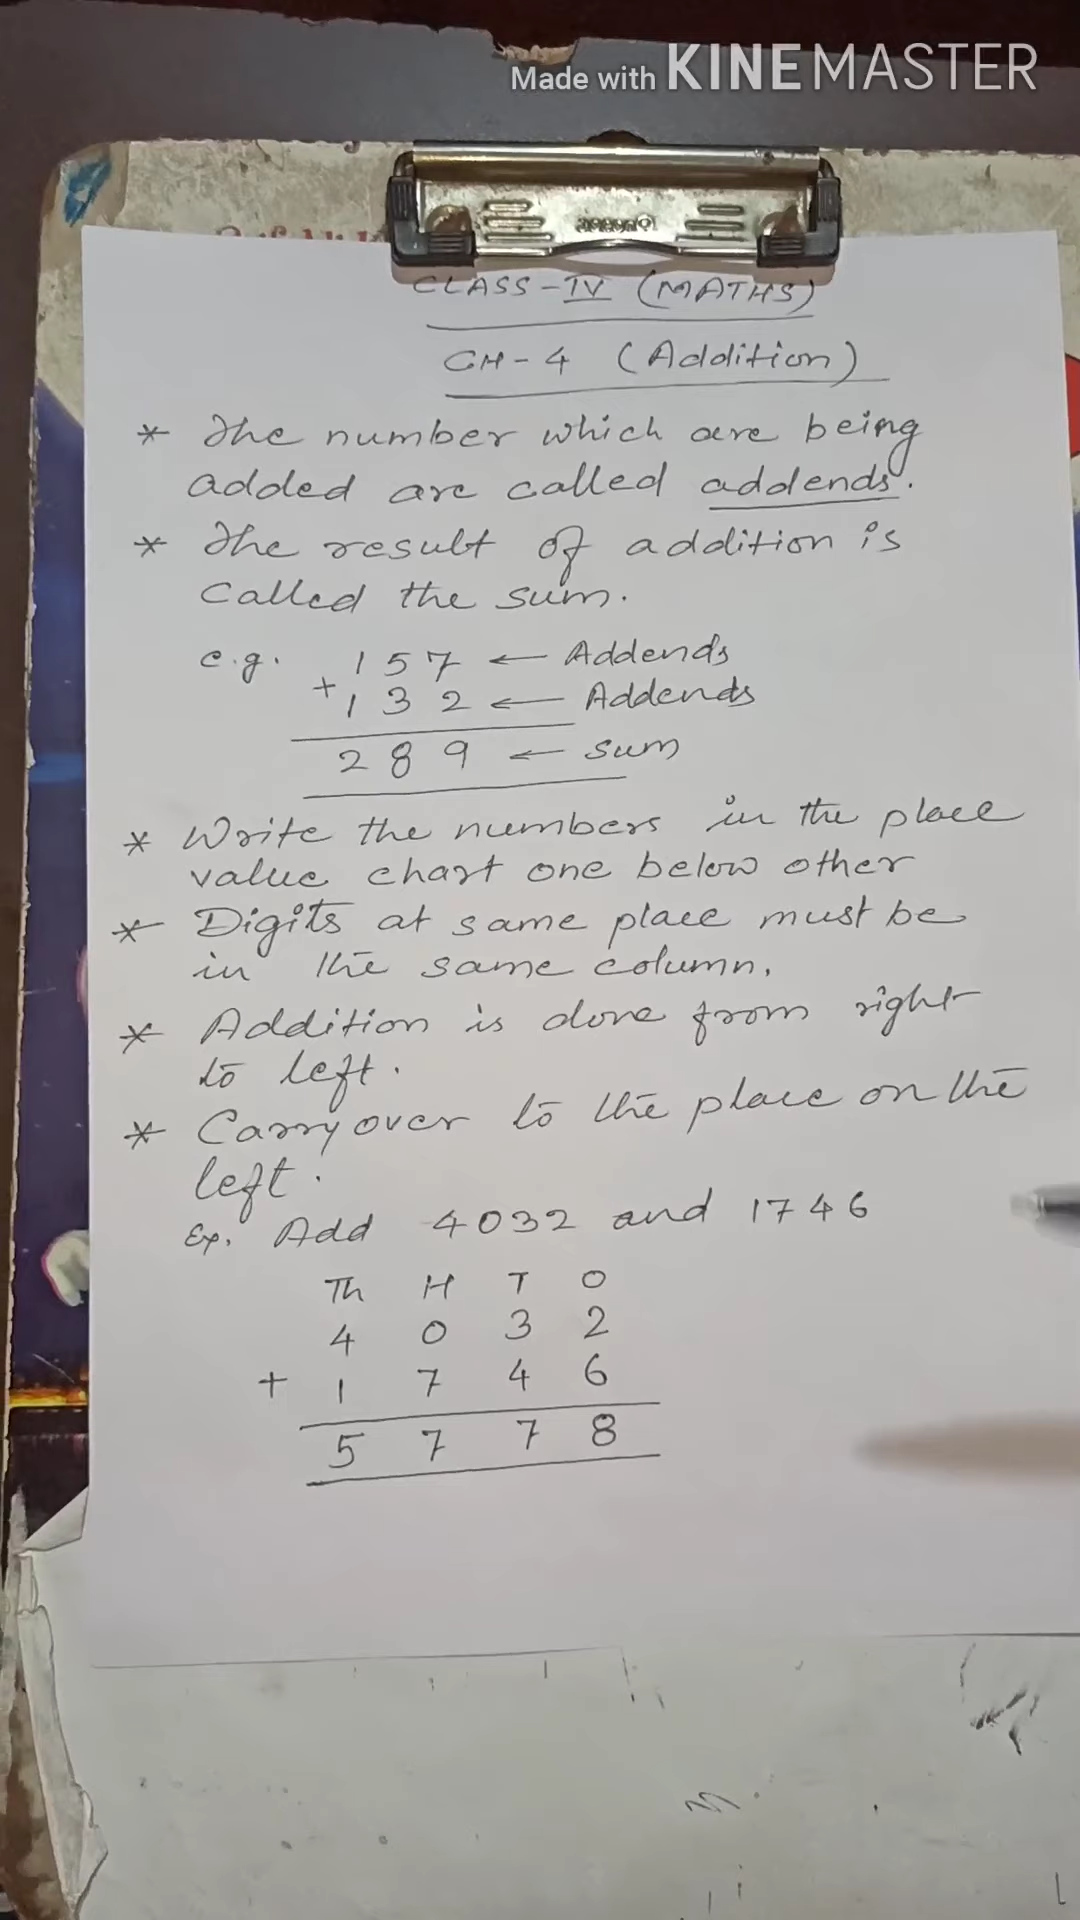 Made with KINEMASTER
CLASS-IV (MATHS)
CH-4 (Addition)
* The number which are being
added are called addends.
* The result of addition is
called the sum.
e.g. 157 ← Addends
+ 132 ← Addends
289 ← sum
* Write the numbers in the place
value chart one below other
* Digits at same place must be
in the same column.
* Addition is done from right
to left.
* Carryover to the place on the
left.
Ex. Add 4032 and 1746
Th H T O
4 0 3 2
+ 1 7 4 6
5 7 7 8